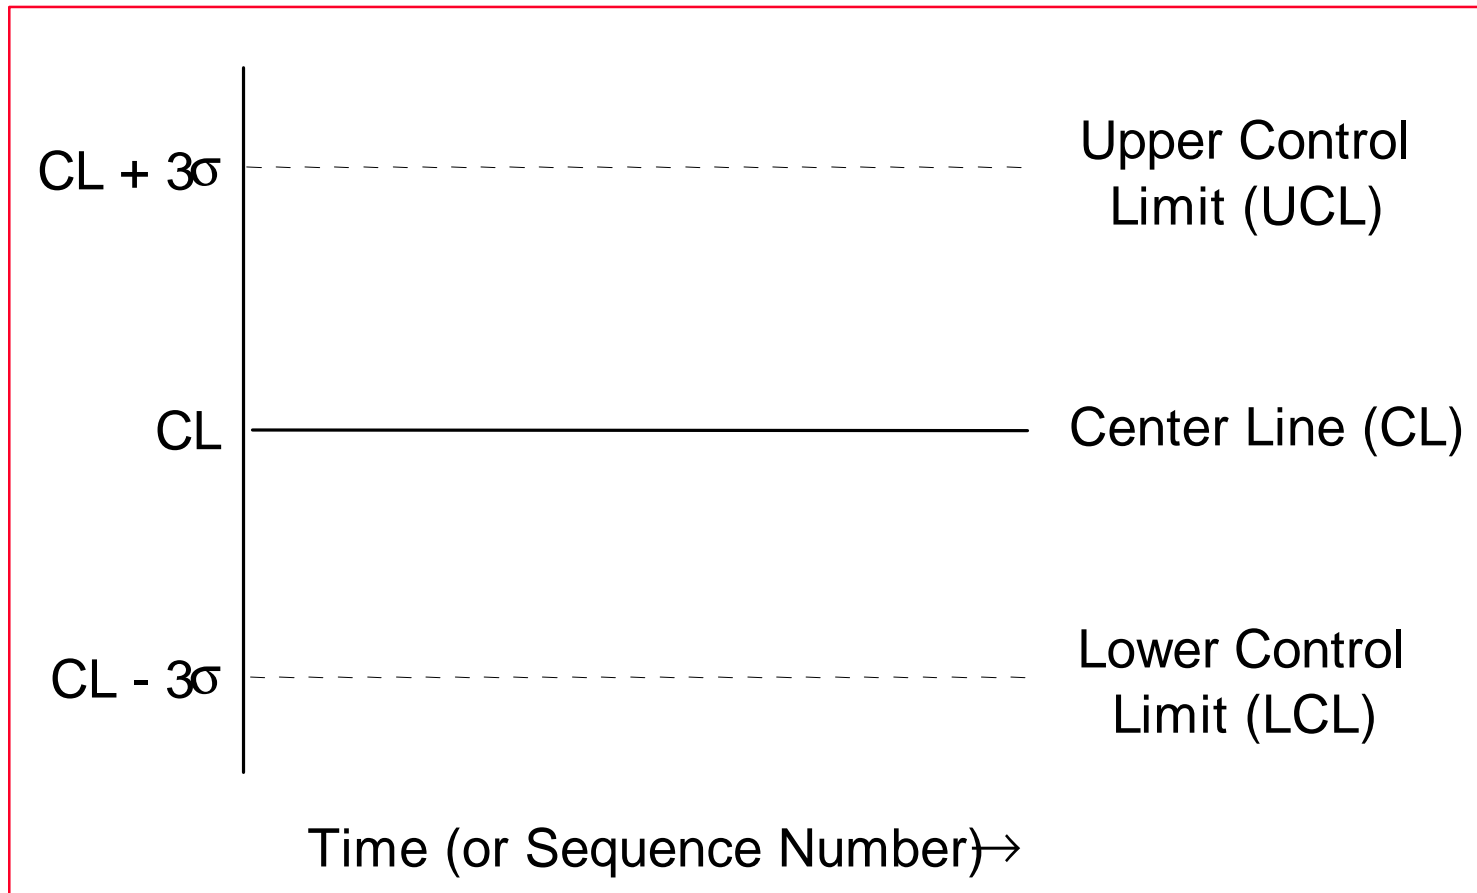 CL + 3σ
Upper Control
Limit (UCL)
CL
Center Line (CL)
CL - 3σ
Lower Control
Limit (LCL)
Time (or Sequence Number)→